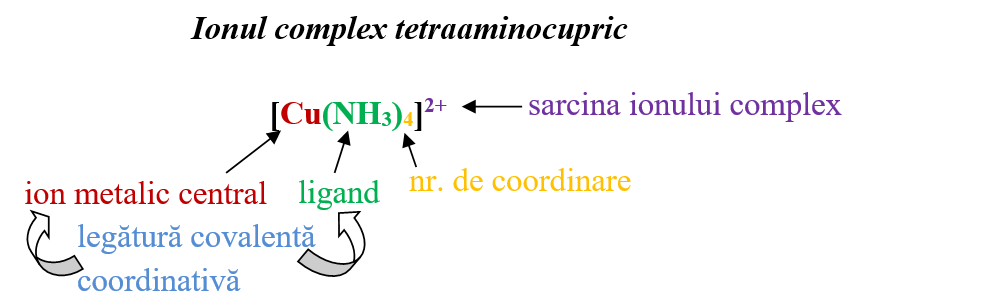 Ionul complex tetraaminocupric
[Cu(NH₃)₄]²⁺
sarcina ionului complex
ion metalic central
ligand
nr. de coordinare
legătură covalentă
coordinativă